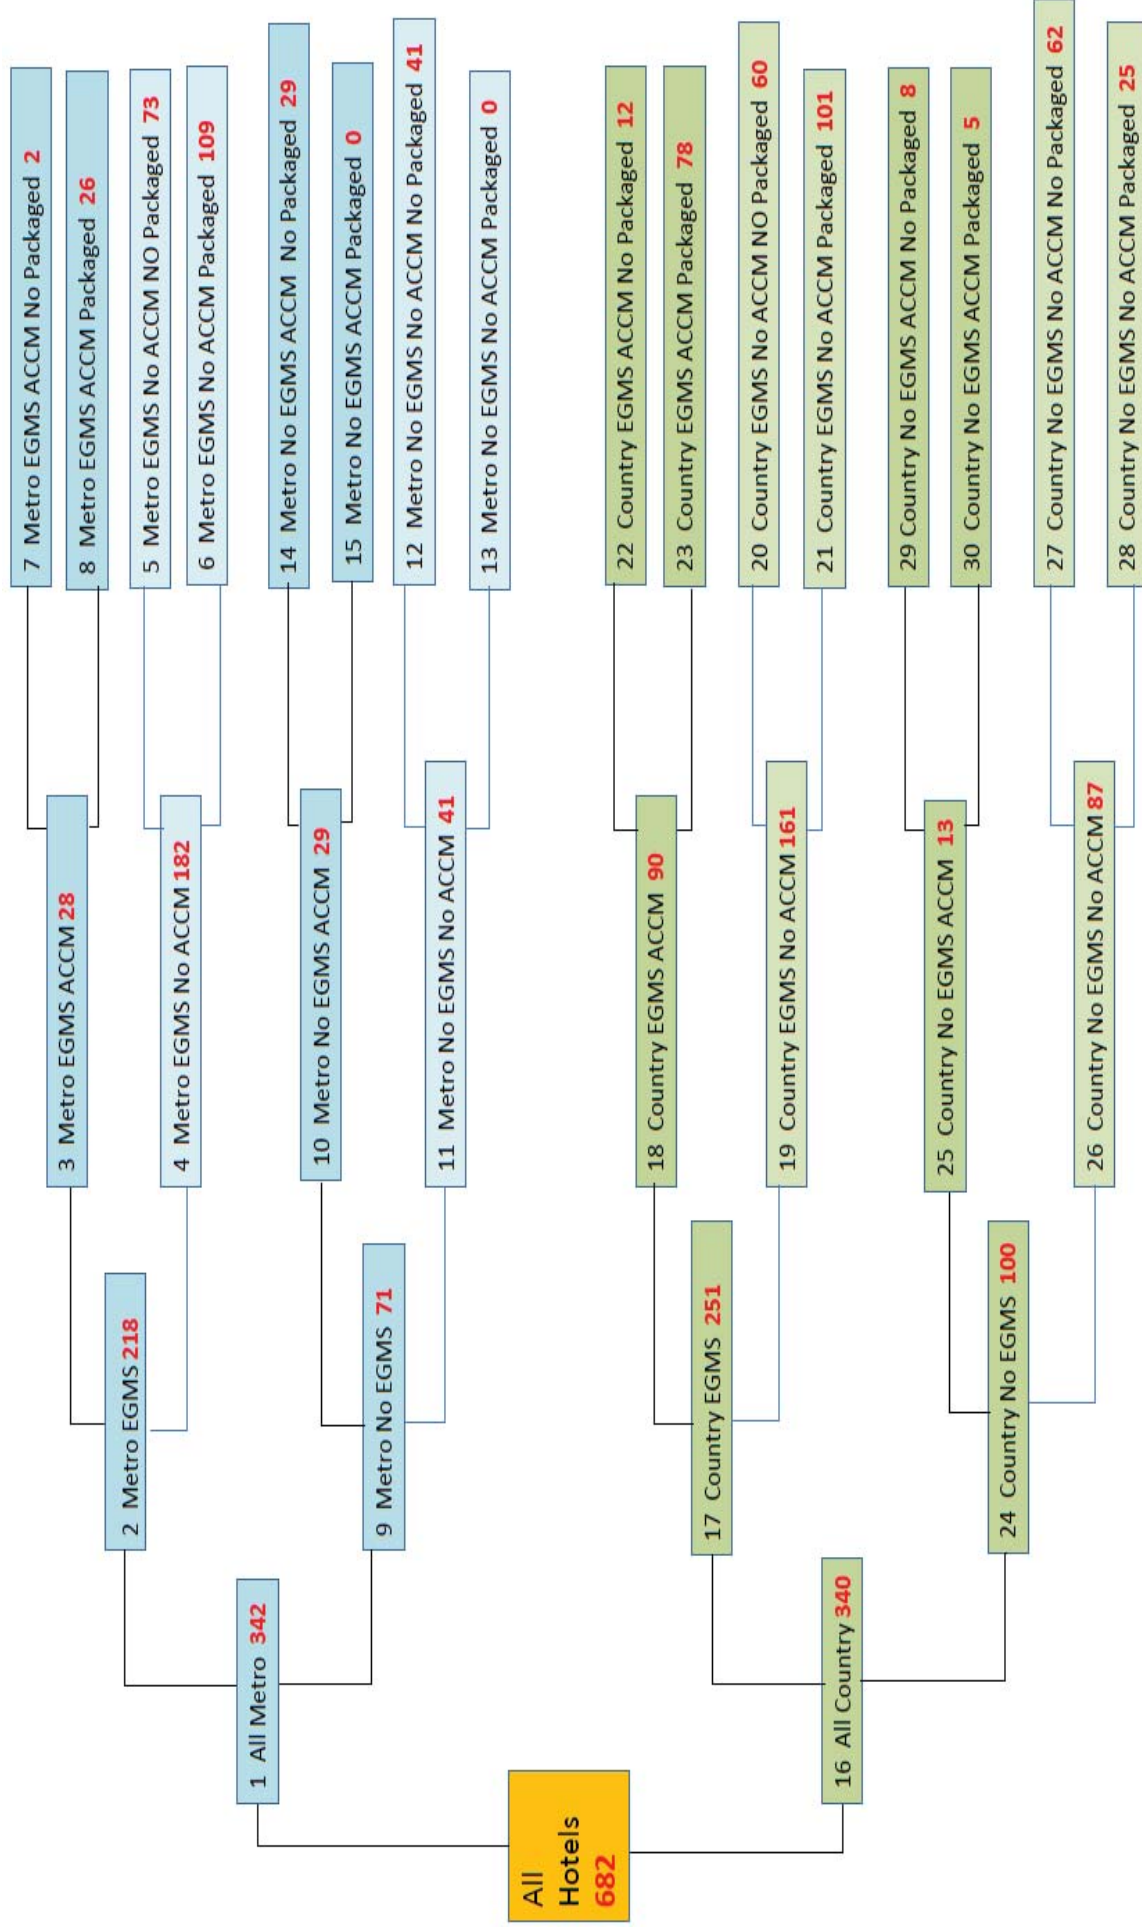 All
Hotels
682
1 All Metro 342
2 Metro EGMS 218
3 Metro EGMS ACCM 28
7 Metro EGMS ACCM No Packaged 2
8 Metro EGMS ACCM Packaged 26
4 Metro EGMS No ACCM 182
5 Metro EGMS No ACCM NO Packaged 73
6 Metro EGMS No ACCM Packaged 109
9 Metro No EGMS 71
10 Metro No EGMS ACCM 29
14 Metro No EGMS ACCM No Packaged 29
15 Metro No EGMS ACCM Packaged 0
11 Metro No EGMS No ACCM 41
12 Metro No EGMS No ACCM No Packaged 41
13 Metro No EGMS No ACCM Packaged 0
16 All Country 340
17 Country EGMS 251
18 Country EGMS ACCM 90
22 Country EGMS ACCM No Packaged 12
23 Country EGMS ACCM Packaged 78
19 Country EGMS No ACCM 161
20 Country EGMS No ACCM NO Packaged 60
21 Country EGMS No ACCM Packaged 101
24 Country No EGMS 100
25 Country No EGMS ACCM 13
29 Country No EGMS ACCM No Packaged 8
30 Country No EGMS ACCM Packaged 5
26 Country No EGMS No ACCM 87
27 Country No EGMS No ACCM No Packaged 62
28 Country No EGMS No ACCM Packaged 25